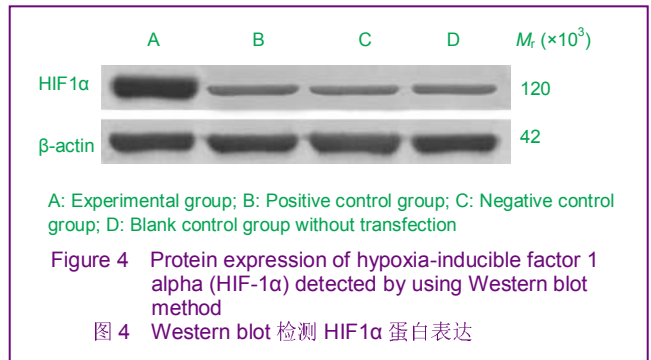 A B C D Mr (×10³)
HIF1α 120
β-actin 42
A: Experimental group; B: Positive control group; C: Negative control
group; D: Blank control group without transfection
Figure 4 Protein expression of hypoxia-inducible factor 1
alpha (HIF-1α) detected by using Western blot
method
图 4 Western blot 检测 HIF1α 蛋白表达